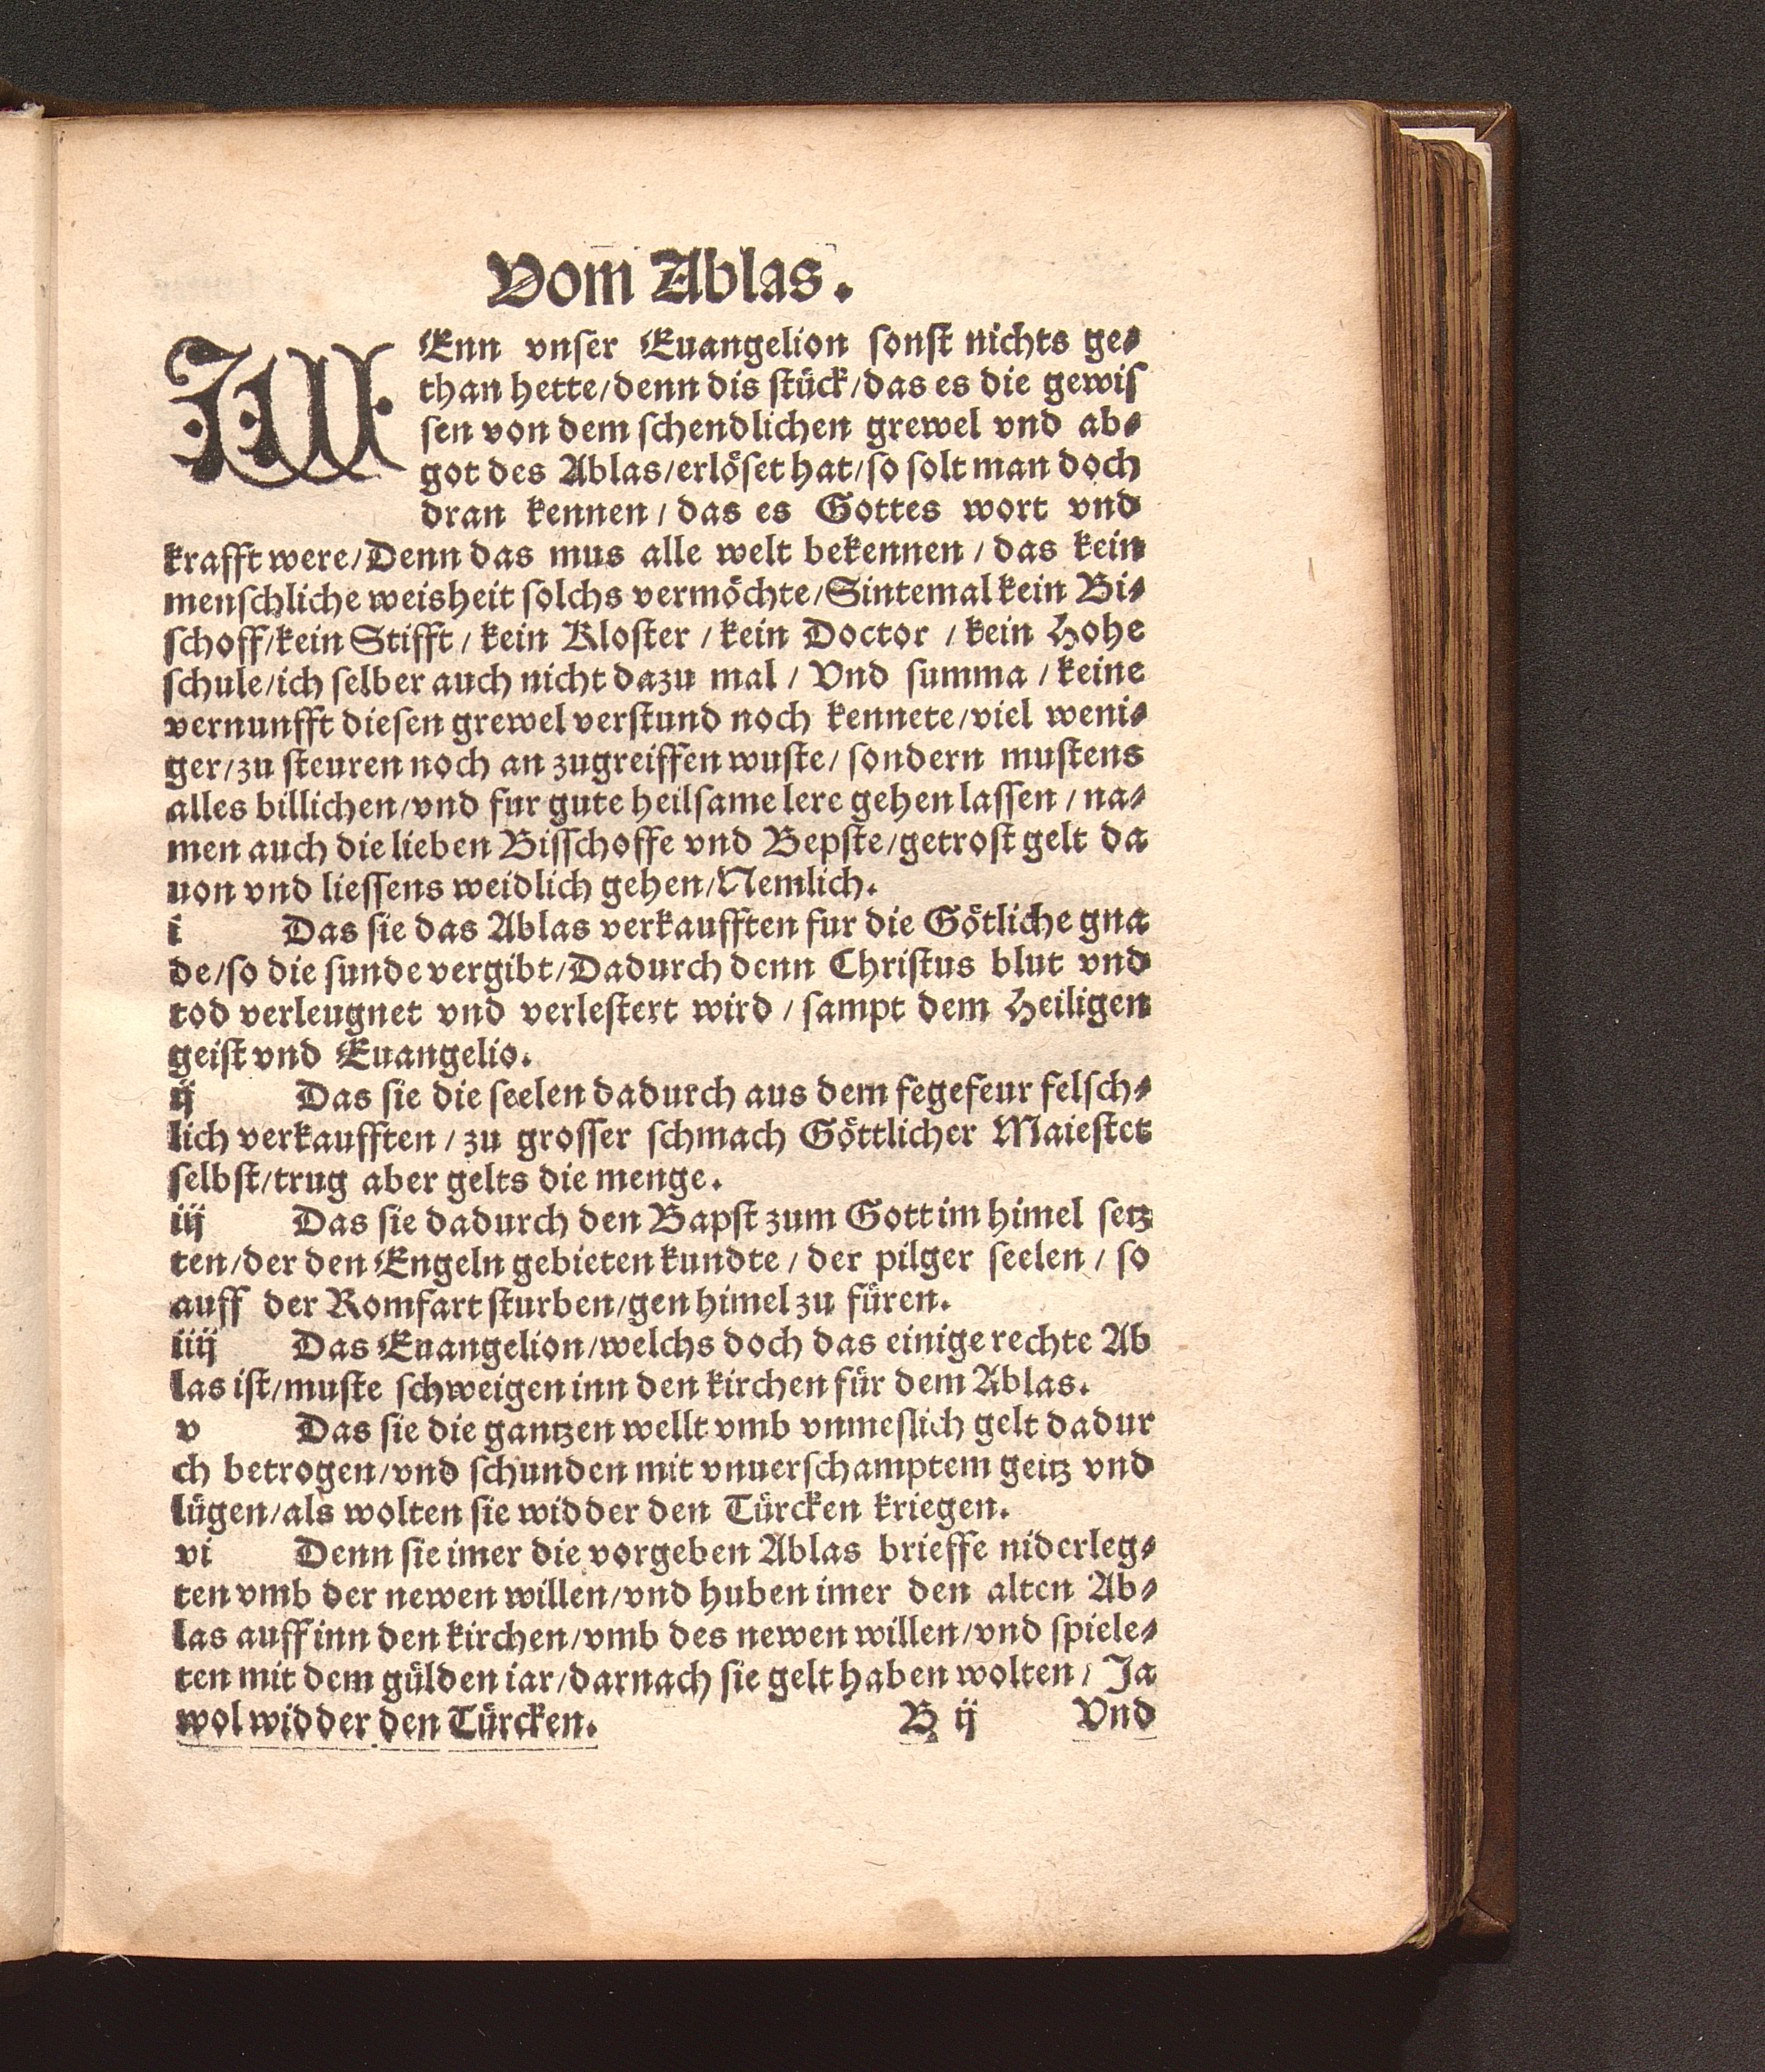 Vom Ablas.
WEnn vnſer Euangelion ſonſt nichts ge⸗
than hette/denn dis ſtück/das es die gewiſ
ſen von dem ſchendlichen grewel vnd ab⸗
got des Ablas/erlöſet hat/ſo ſolt man doch
dran kennen/das es Gottes wort vnd
krafft were/Denn das mus alle welt bekennen/das kein
menſchliche weisheit ſolchs vermöchte/Sintemal kein Bi⸗
ſchoff/kein Stifft/kein Kloſter/kein Doctor/kein Hohe
ſchule/ich ſelber auch nicht dazu mal/Vnd ſumma/keine
vernunfft dieſen grewel verſtund noch kennete/viel weni⸗
ger/zu ſteuren noch an zugreiffen wuſte/ſondern muſtens
alles billichen/vnd fur gute heilſame lere gehen laſſen/na⸗
men auch die lieben Biſſchoffe vnd Bepſte/getroſt gelt da
uon vnd lieſſens weidlich gehen/Nemlich.
i Das ſie das Ablas verkaufften fur die Götliche gna
de/ſo die ſunde vergibt/Dadurch denn Chriſtus blut vnd
tod verleugnet vnd verleſtert wird/ſampt dem Heiligen
geiſt vnd Euangelio.
ij Das ſie die ſeelen dadurch aus dem fegefeur felſch⸗
lich verkaufften/zu groſſer ſchmach Göttlicher Maieſtet
ſelbſt/trug aber gelts die menge.
iij Das ſie dadurch den Bapſt zum Gott im himel ſetz
ten/der den Engeln gebieten kundte/der pilger ſeelen/ſo
auff der Romfart ſturben/gen himel zu füren.
iiij Das Euangelion/welchs doch das einige rechte Ab
las iſt/muſte ſchweigen inn den kirchen für dem Ablas.
v Das ſie die gantzen wellt vmb vnmeſlich gelt dadur
ch betrogen/vnd ſchunden mit vnuerſchamptem geitz vnd
lügen/als wolten ſie widder den Türcken kriegen.
vi Denn ſie imer die vorgeben Ablas brieffe niderleg⸗
ten vmb der newen willen/vnd huben imer den alten Ab⸗
las auff inn den kirchen/vmb des newen willen/vnd ſpiele⸗
ten mit dem gülden iar/darnach ſie gelt haben wolten/Ja
wol widder den Türcken. B ij Vnd